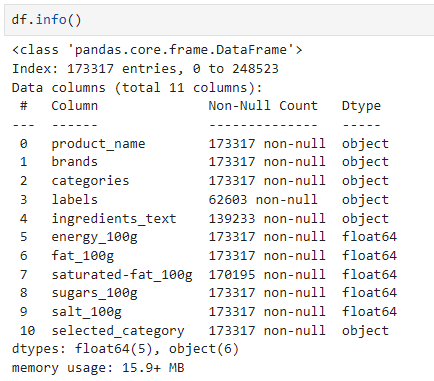 df.info()
<class 'pandas.core.frame.DataFrame'>
Index: 173317 entries, 0 to 248523
Data columns (total 11 columns):
 #   Column             Non-Null Count   Dtype
---  ------             --------------   -----
 0   product_name       173317 non-null  object
 1   brands             173317 non-null  object
 2   categories         173317 non-null  object
 3   labels             62603 non-null   object
 4   ingredients_text   139233 non-null  object
 5   energy_100g        173317 non-null  float64
 6   fat_100g           173317 non-null  float64
 7   saturated-fat_100g 170195 non-null  float64
 8   sugars_100g        173317 non-null  float64
 9   salt_100g          173317 non-null  float64
 10  selected_category  173317 non-null  object
dtypes: float64(5), object(6)
memory usage: 15.9+ MB